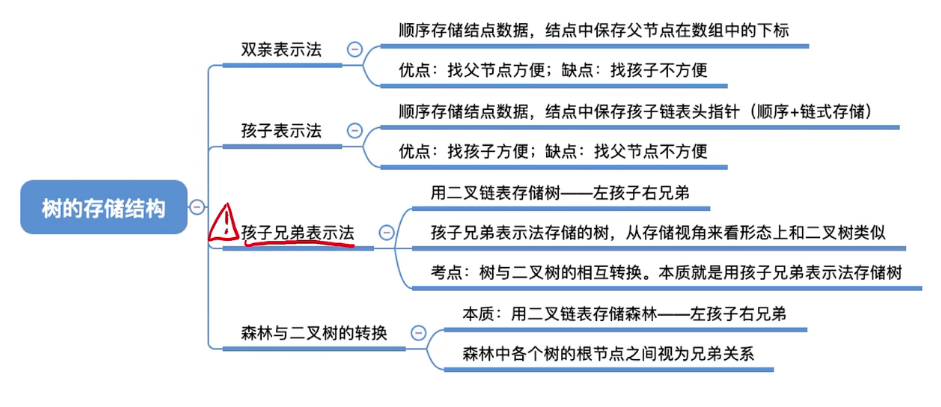 树的存储结构
双亲表示法
顺序存储结点数据，结点中保存父节点在数组中的下标
优点：找父节点方便；缺点：找孩子不方便
孩子表示法
顺序存储结点数据，结点中保存孩子链表头指针（顺序+链式存储）
优点：找孩子方便；缺点：找父节点不方便
孩子兄弟表示法
用二叉链表存储树——左孩子右兄弟
孩子兄弟表示法存储的树，从存储视角来看形态上和二叉树类似
考点：树与二叉树的相互转换。本质就是用孩子兄弟表示法存储树
森林与二叉树的转换
本质：用二叉链表存储森林——左孩子右兄弟
森林中各个树的根节点之间视为兄弟关系